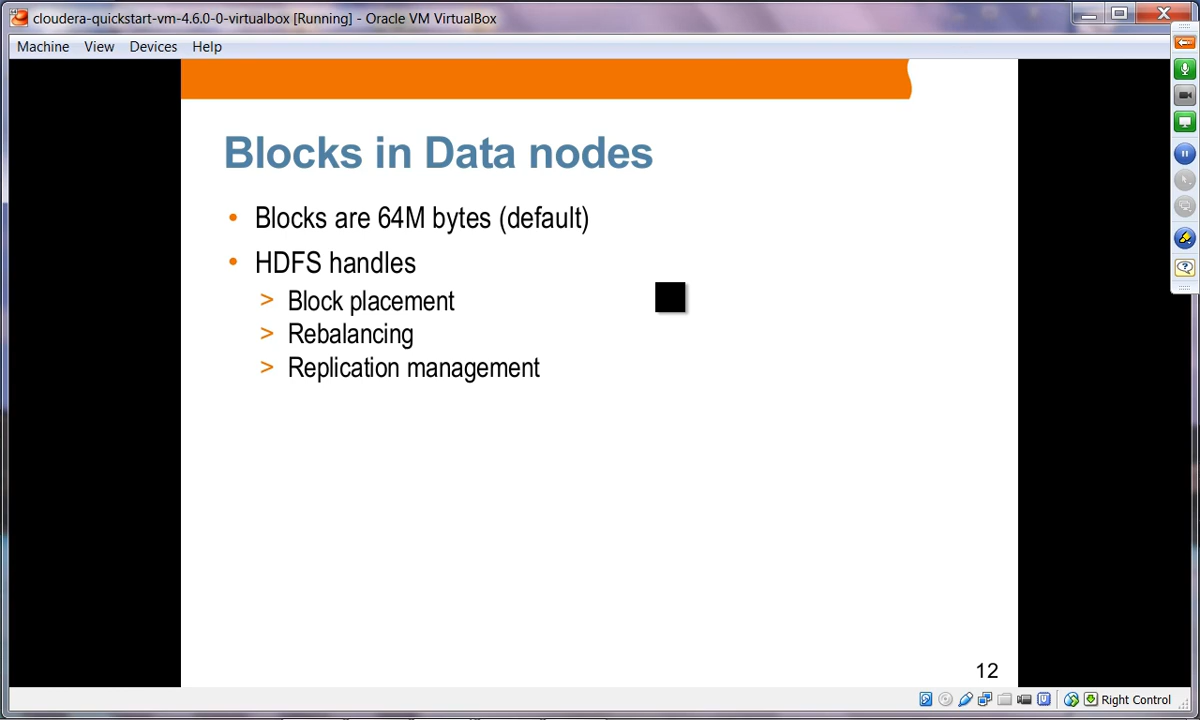 cloudera-quickstart-vm-4.6.0-0-virtualbox [Running] - Oracle VM VirtualBox
Machine View Devices Help
Blocks in Data nodes
• Blocks are 64M bytes (default)
• HDFS handles
> Block placement
> Rebalancing
> Replication management
12
Right Control